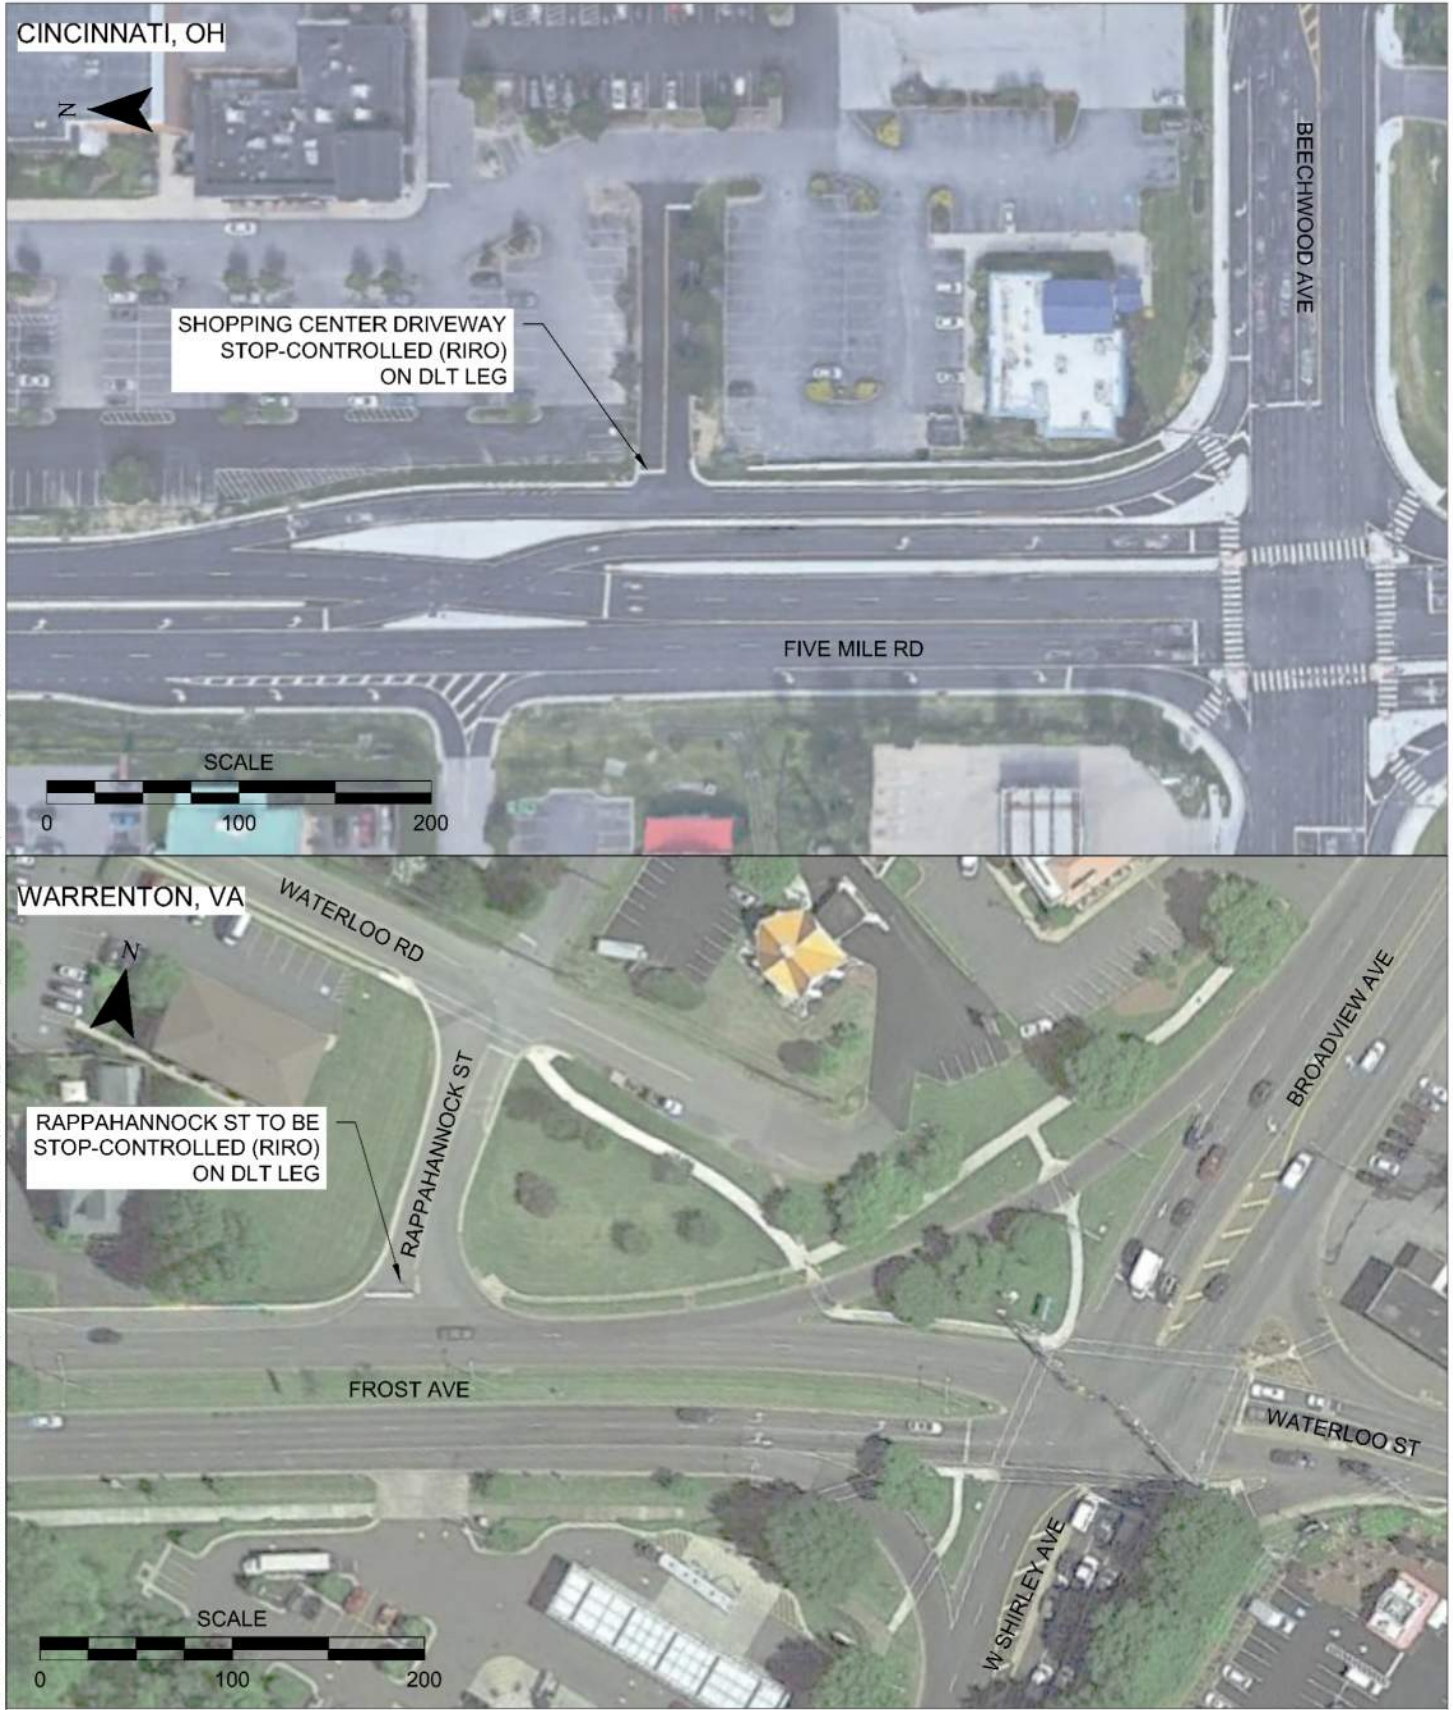 CINCINNATI, OH
N
BEECHWOOD AVE
SHOPPING CENTER DRIVEWAY
STOP-CONTROLLED (RIRO)
ON DLT LEG
FIVE MILE RD
SCALE
0 100 200
WARRENTON, VA
N
WATERLOO RD
BROADVIEW AVE
RAPPAHANNOCK ST
RAPPAHANNOCK ST TO BE
STOP-CONTROLLED (RIRO)
ON DLT LEG
FROST AVE
WATERLOO ST
W SHIRLEY AVE
SCALE
0 100 200